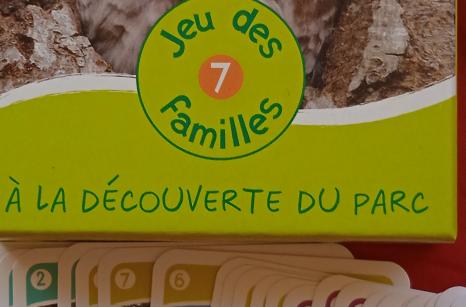 Jeu des
7
familles
À LA DÉCOUVERTE DU PARC
2 7 6